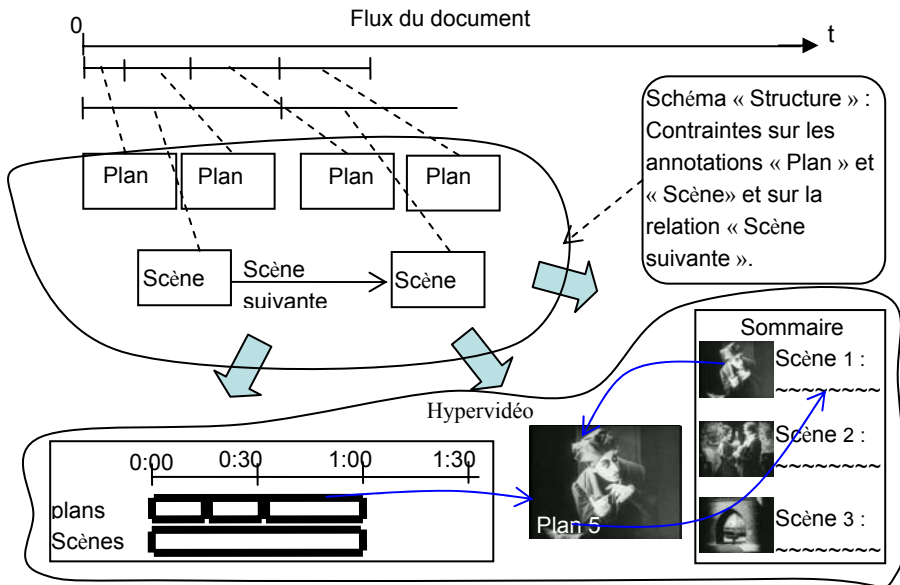 Flux du document
0
t
Schéma « Structure » :
Contraintes sur les
annotations « Plan » et
« Scène» et sur la
relation « Scène
suivante ».
Plan
Plan
Plan
Plan
Scène
Scène
suivante
Scène
Hypervidéo
Sommaire
Scène 1 :
~~~~~~~~
Scène 2 :
~~~~~~~~
Scène 3 :
~~~~~~~~
0:00 0:30 1:00 1:30
plans
Scènes
Plan 5